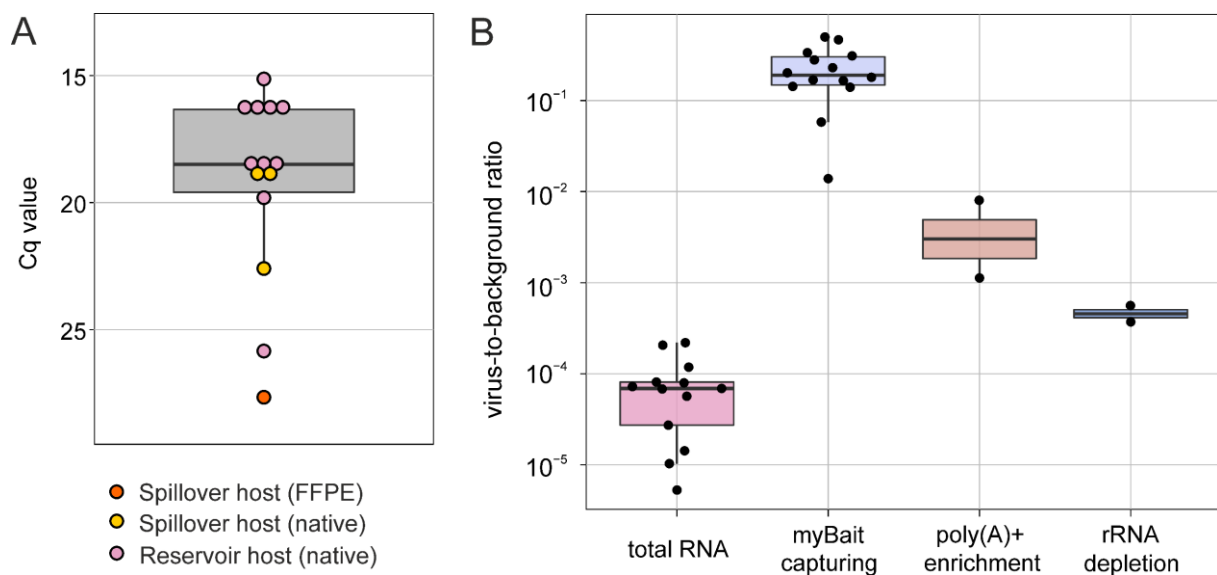 A
15
20
25
Cq value
Spillover host (FFPE)
Spillover host (native)
Reservoir host (native)
B
10⁻¹
10⁻²
10⁻³
10⁻⁴
10⁻⁵
virus-to-background ratio
total RNA
myBait
capturing
poly(A)+
enrichment
rRNA
depletion